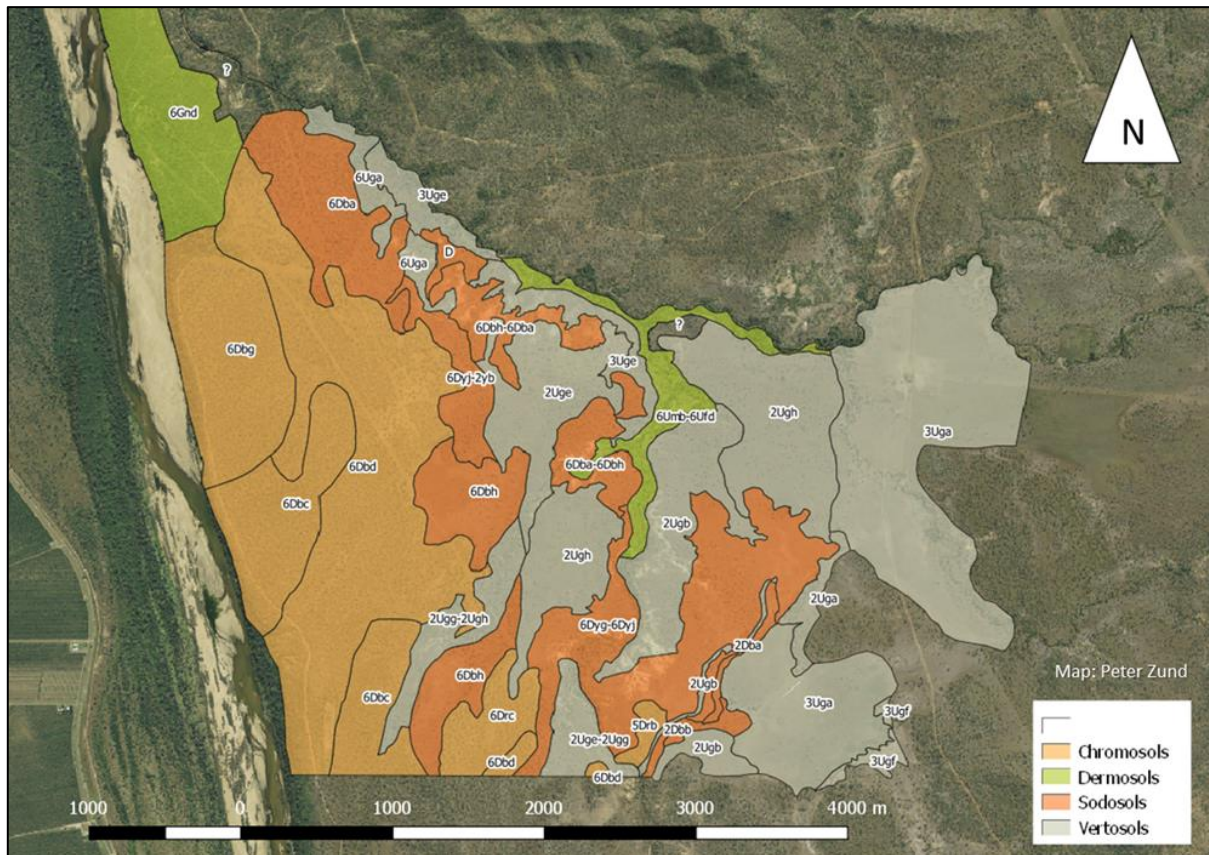 ?
6Gnd
N
6Uga
3Uge
6Dba
D
6Uga
6Dbh-6Dba
?
3Uge
6Dbg
6Dyj-2yb
2Uge
6Umb-6Ufd
2Ugh
3Uga
6Dbd
6Dba-6Dbh
6Dbh
6Dbc
2Ugb
2Ugh
2Uga
2Ugg-2Ugh
6Dyg-6Dyj
2Dba
6Dbh
Map: Peter Zund
2Ugb
6Dbc
3Uga
3Ugf
6Drc
5Drb
2Dbb
2Uge-2Ugg
2Ugb
3Ugf
6Dbd
6Dbd
Chromosols
Dermosols
Sodosols
Vertosols
1000 0 1000 2000 3000 4000 m